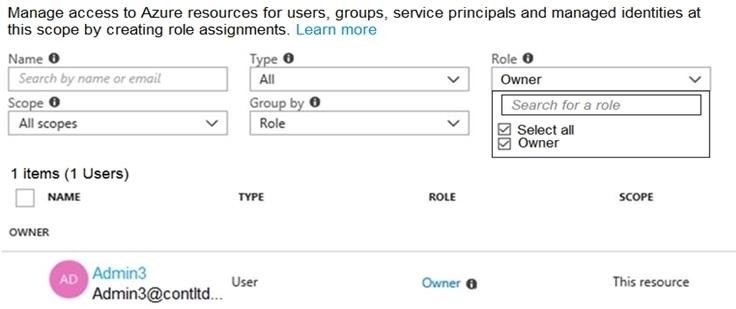 Manage access to Azure resources for users, groups, service principals and managed identities at
this scope by creating role assignments. Learn more
Name Type Role
Search by name or email All Owner
Scope Group by Search for a role
All scopes Role Select all
Owner
1 items (1 Users)
NAME TYPE ROLE SCOPE
OWNER
AD Admin3 User Owner This resource
Admin3@contltd...